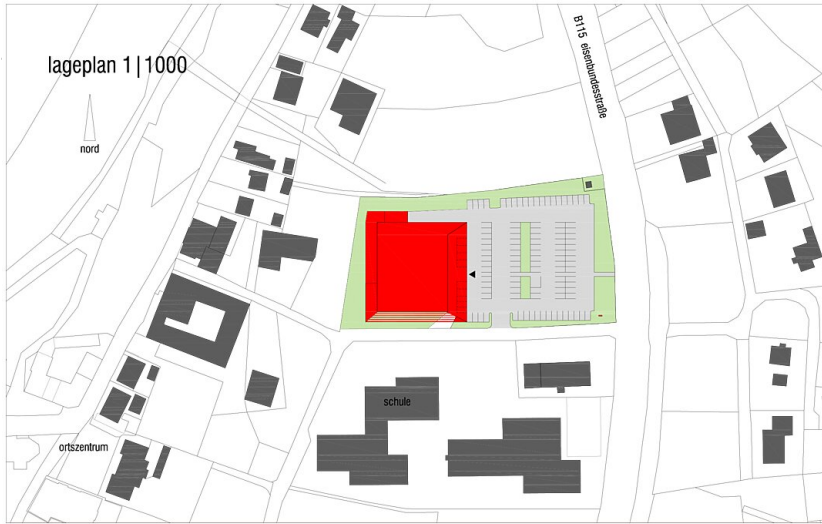 lageplan 1|1000
nord
B115 eisenbundesstraße
schule
ortszentrum